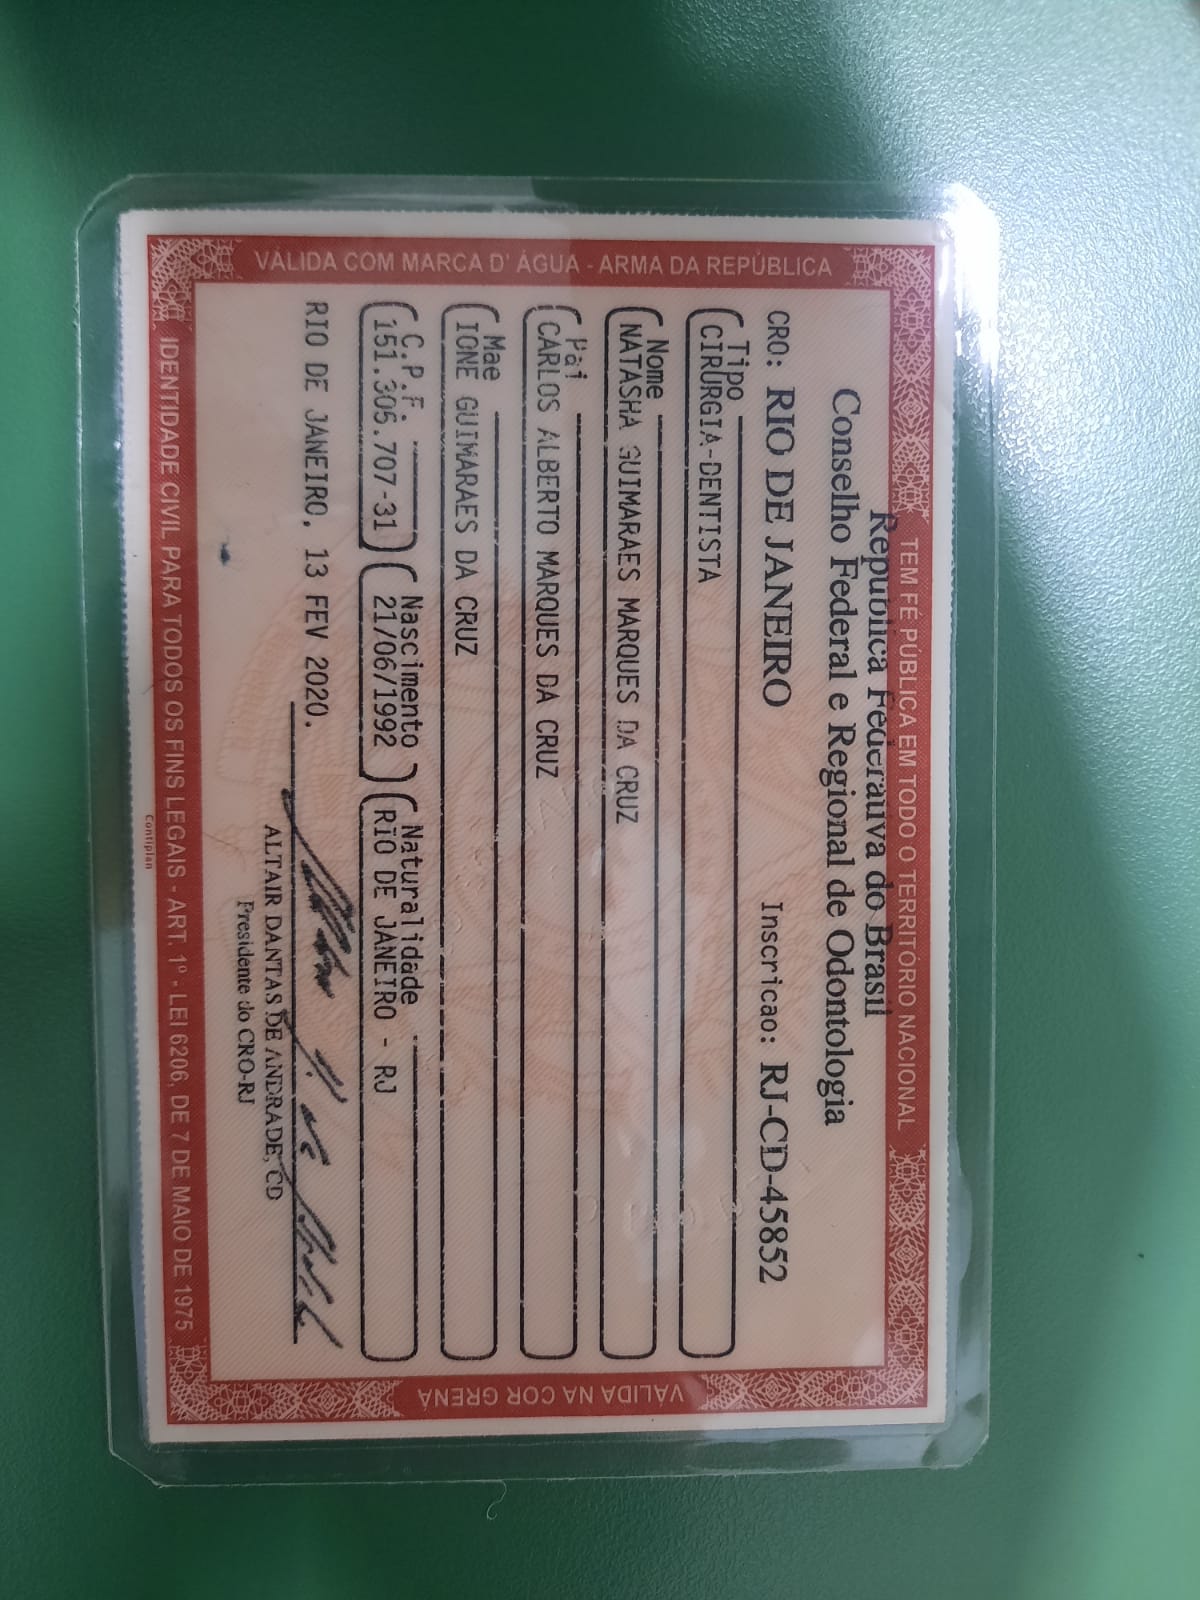 TEM FÉ PÚBLICA EM TODO O TERRITÓRIO NACIONAL
República Federativa do Brasil
Conselho Federal e Regional de Odontologia
CRO: RIO DE JANEIRO Inscricao: RJ-CD-45852
Tipo
CIRURGIA-DENTISTA
Nome
NATASHA GUIMARAES MARQUES DA CRUZ
Pai
CARLOS ALBERTO MARQUES DA CRUZ
Mae
IONE GUIMARAES DA CRUZ
C.P.F. Nascimento Naturalidade
151.305.707-31 21/06/1992 RIO DE JANEIRO - RJ
RIO DE JANEIRO, 13 FEV 2020.
ALTAIR DANTAS DE ANDRADE, CD
Presidente do CRO-RJ
IDENTIDADE CIVIL PARA TODOS OS FINS LEGAIS - ART. 1º - LEI 6206, DE 7 DE MAIO DE 1975
Contiplan
VÁLIDA COM MARCA D' ÁGUA - ARMA DA REPÚBLICA
VÁLIDA NA COR GRENÁ